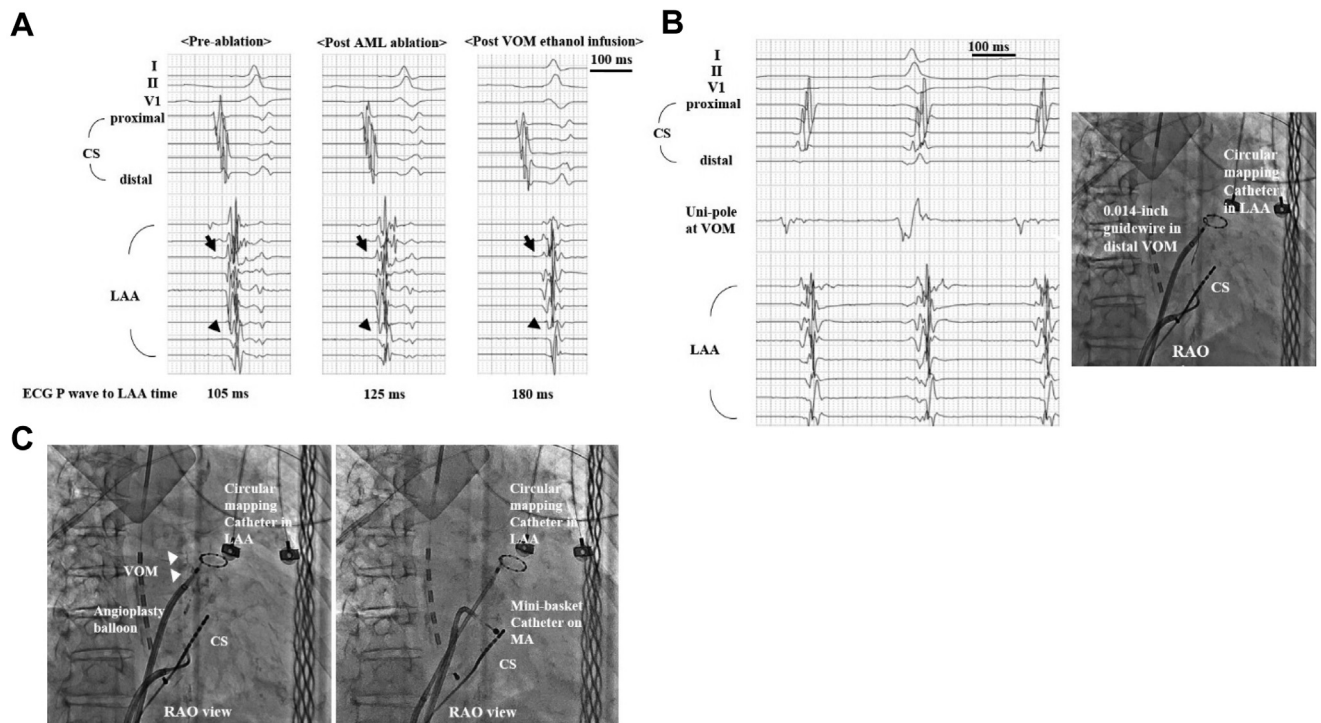 A
<Pre-ablation>
<Post AML ablation>
<Post VOM ethanol infusion>
100 ms
I
II
V1
proximal
CS
distal
LAA
ECG P wave to LAA time
105 ms
125 ms
180 ms
B
100 ms
I
II
V1
proximal
CS
distal
Uni-pole
at VOM
LAA
Circular
mapping
Catheter
in LAA
0.014-inch
guidewire in
distal VOM
CS
RAO
C
Circular
mapping
Catheter in
LAA
VOM
Angioplasty
balloon
CS
RAO view
Circular
mapping
Catheter in
LAA
Mini-basket
Catheter on
MA
CS
RAO view